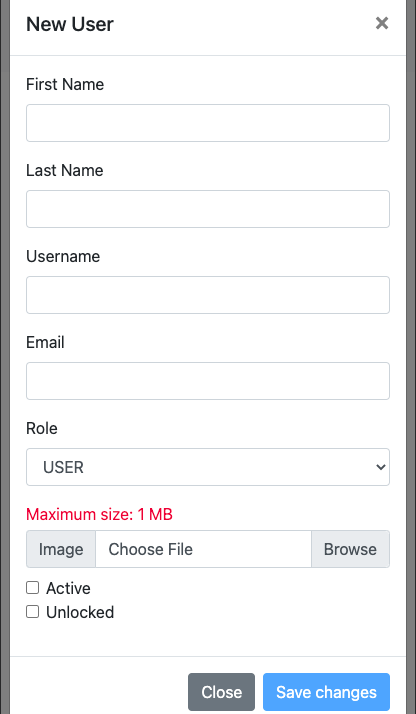 New User ×
First Name
Last Name
Username
Email
Role
USER
Maximum size: 1 MB
Image Choose File Browse
Active
Unlocked
Close Save changes